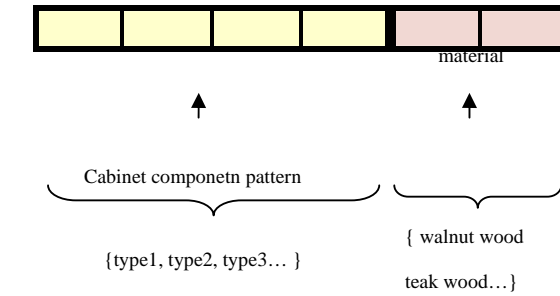 material
Cabinet componetn pattern
{type1, type2, type3… }
{ walnut wood
teak wood…}